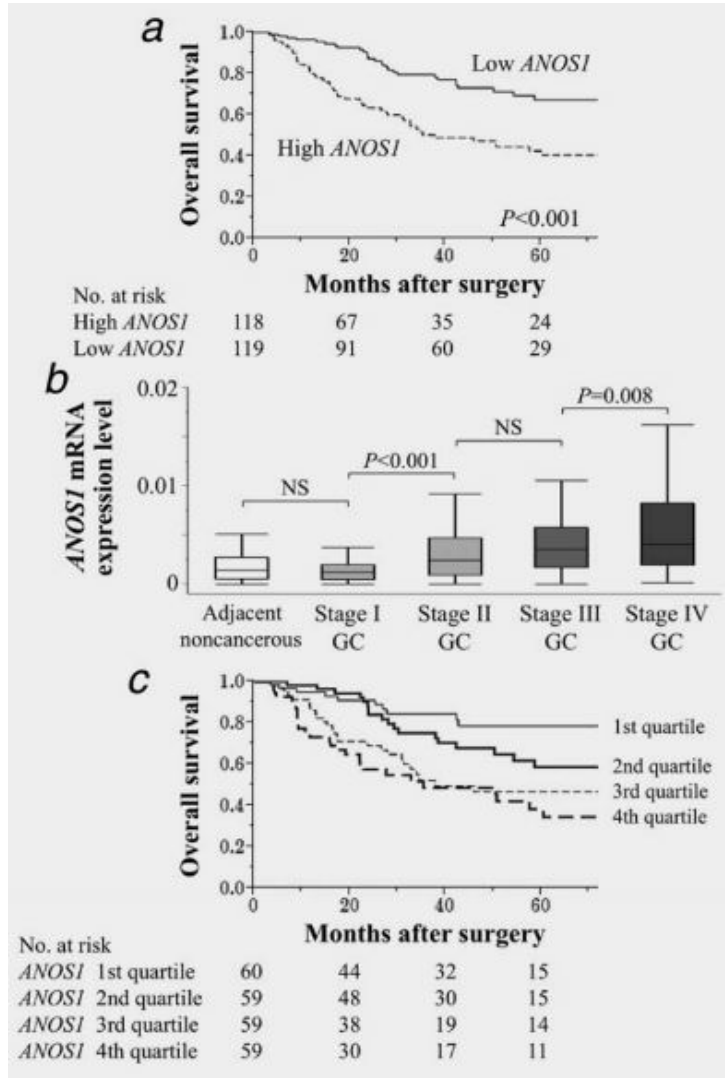 a
Overall survival
1.0
0.8
0.6
0.4
0.2
0.0
Low ANOS1
High ANOS1
P<0.001
0 20 40 60
Months after surgery
No. at risk
High ANOS1 118 67 35 24
Low ANOS1 119 91 60 29
b
ANOS1 mRNA
expression level
0.02
0.01
0
NS
P<0.001
NS
P=0.008
Adjacent noncancerous
Stage I GC
Stage II GC
Stage III GC
Stage IV GC
c
Overall survival
1.0
0.8
0.6
0.4
0.2
0.0
1st quartile
2nd quartile
3rd quartile
4th quartile
0 20 40 60
Months after surgery
No. at risk
ANOS1 1st quartile 60 44 32 15
ANOS1 2nd quartile 59 48 30 15
ANOS1 3rd quartile 59 38 19 14
ANOS1 4th quartile 59 30 17 11